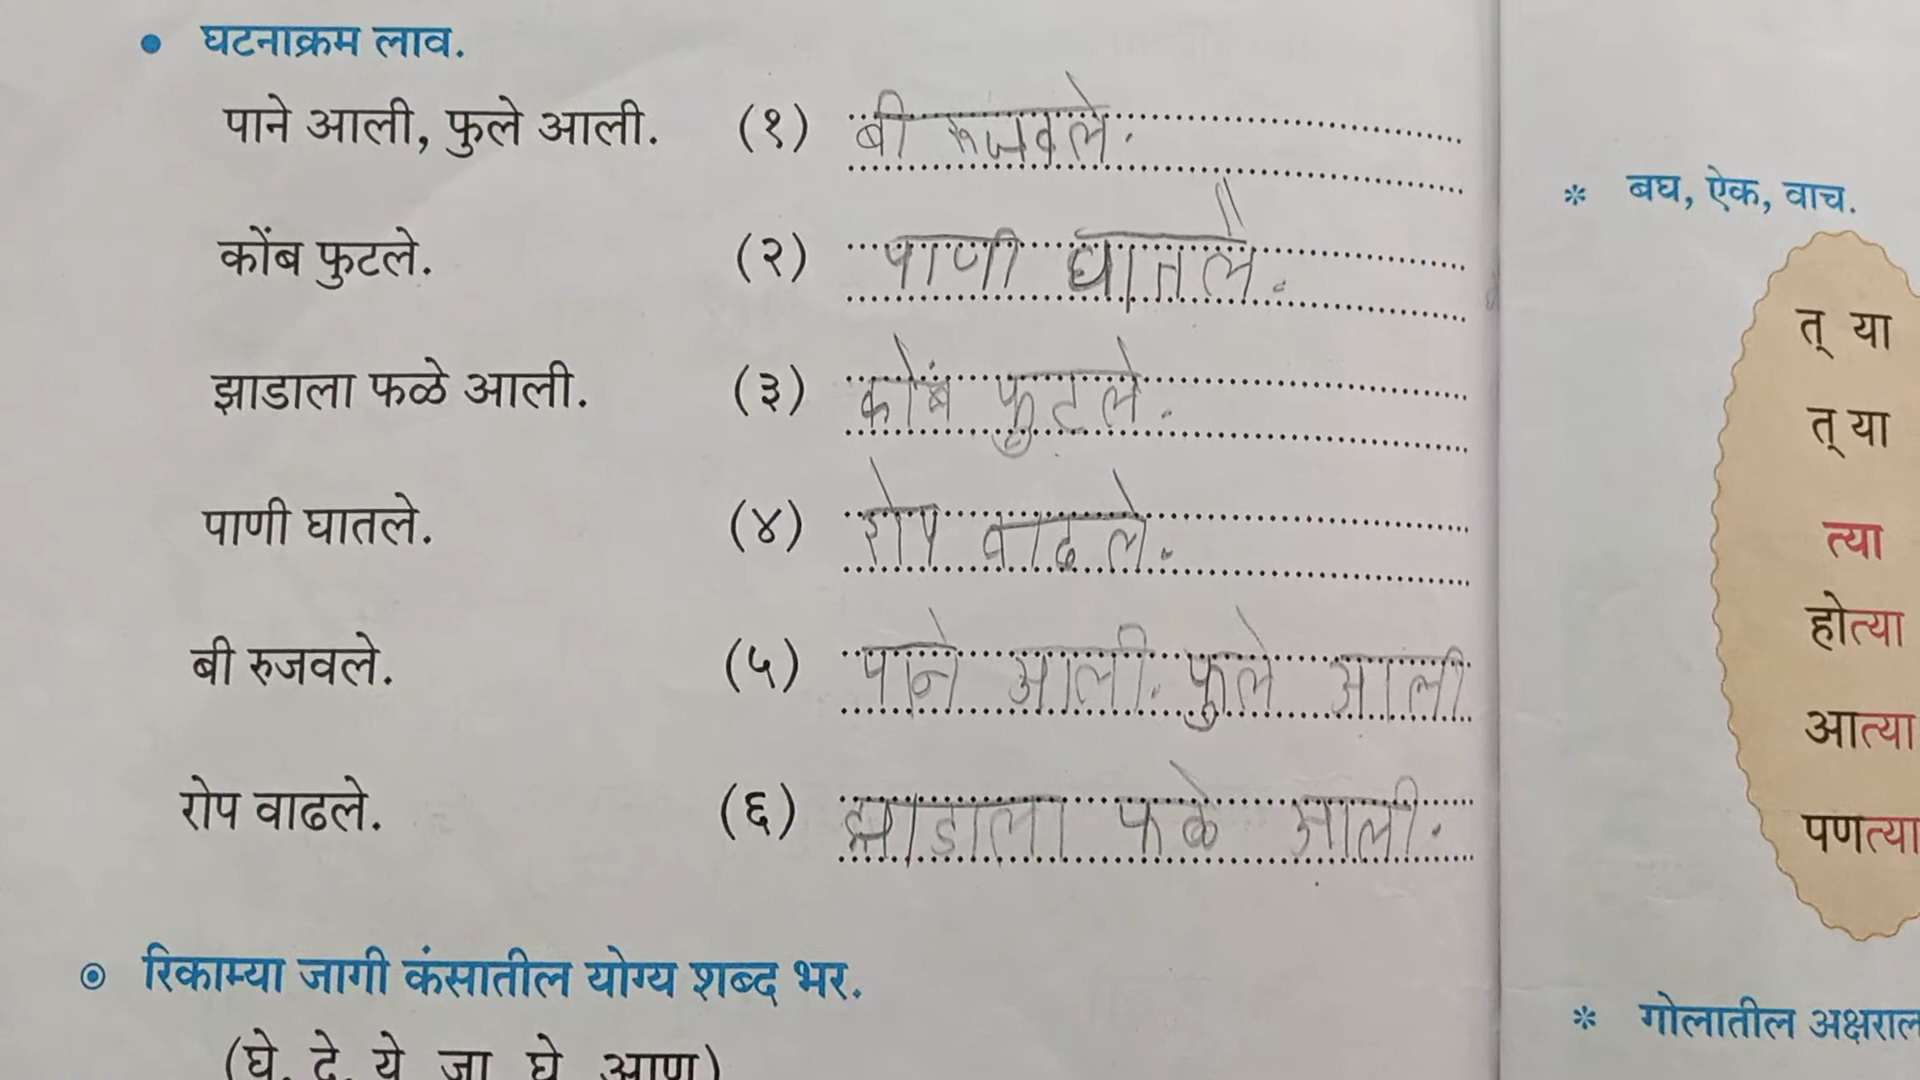 • घटनाक्रम लाव.
पाने आली, फुले आली. (१) बी रूजवले.
कोंब फुटले. (२) पाणी घातले.
झाडाला फळे आली. (३) कोंबं फुटले.
पाणी घातले. (४) रोप वाढले.
बी रुजवले. (५) पाने आली. फुले आली
रोप वाढले. (६) झाडाला फळे आली.
रिकाम्या जागी कंसातील योग्य शब्द भर.
(घे, दे, ये, जा, घे, आण)
* बघ, ऐक, वाच.
त् या
त् या
त्या
होत्या
आत्या
पणत्या
* गोलातील